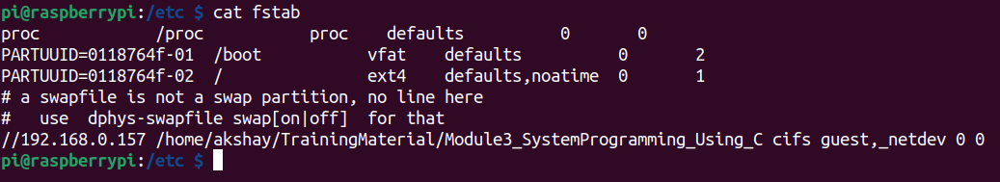 pi@raspberrypi:/etc $ cat fstab
proc            /proc           proc    defaults          0       0
PARTUUID=0118764f-01  /boot           vfat    defaults          0       2
PARTUUID=0118764f-02  /               ext4    defaults,noatime  0       1
# a swapfile is not a swap partition, no line here
#   use  dphys-swapfile swap[on|off]  for that
//192.168.0.157 /home/akshay/TrainingMaterial/Module3_SystemProgramming_Using_C cifs guest,_netdev 0 0
pi@raspberrypi:/etc $